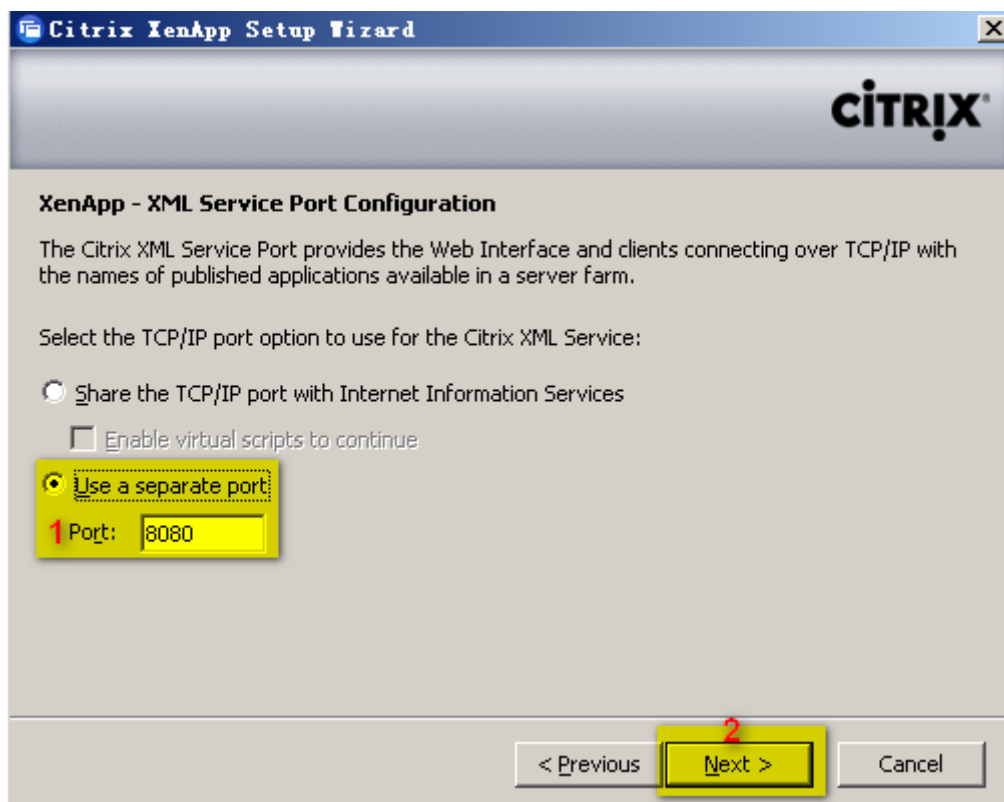 Citrix XenApp Setup Wizard
CITRIX
XenApp - XML Service Port Configuration
The Citrix XML Service Port provides the Web Interface and clients connecting over TCP/IP with
the names of published applications available in a server farm.
Select the TCP/IP port option to use for the Citrix XML Service:
Share the TCP/IP port with Internet Information Services
Enable virtual scripts to continue
Use a separate port
1 Port: 8080
2
< Previous Next > Cancel